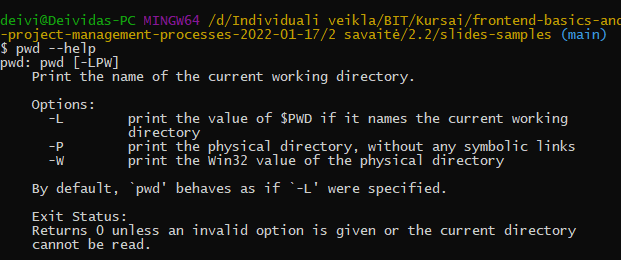 deivi@Deividas-PC MINGW64 /d/Individuali veikla/BIT/Kursai/frontend-basics-and
-project-management-processes-2022-01-17/2 savaitė/2.2/slides-samples (main)
$ pwd --help
pwd: pwd [-LPW]
    Print the name of the current working directory.

    Options:
      -L        print the value of $PWD if it names the current working
                directory
      -P        print the physical directory, without any symbolic links
      -W        print the Win32 value of the physical directory

    By default, `pwd' behaves as if `-L' were specified.

    Exit Status:
    Returns 0 unless an invalid option is given or the current directory
    cannot be read.